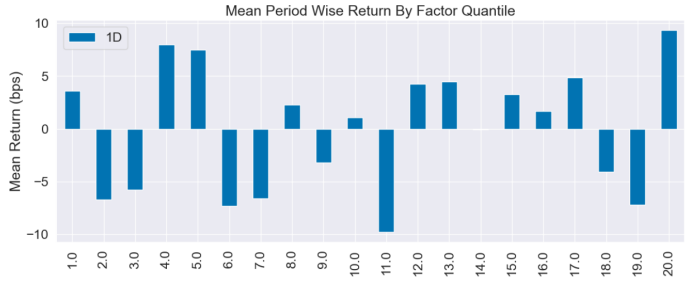 Mean Period Wise Return By Factor Quantile
1D
Mean Return (bps)
10
5
0
−5
−10
1.0 2.0 3.0 4.0 5.0 6.0 7.0 8.0 9.0 10.0 11.0 12.0 13.0 14.0 15.0 16.0 17.0 18.0 19.0 20.0